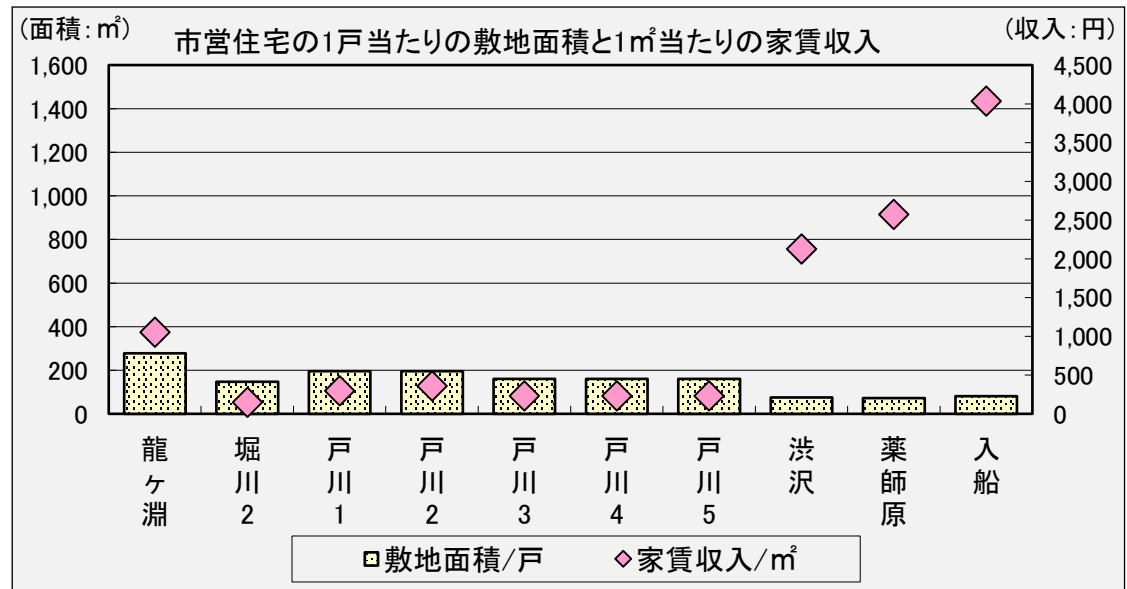 (面積:㎡)
(収入:円)
市営住宅の1戸当たりの敷地面積と1㎡当たりの家賃収入
1,600
1,400
1,200
1,000
800
600
400
200
0
4,500
4,000
3,500
3,000
2,500
2,000
1,500
1,000
500
0
龍ヶ淵
堀川2
戸川1
戸川2
戸川3
戸川4
戸川5
渋沢
薬師原
入船
敷地面積/戸
家賃収入/㎡